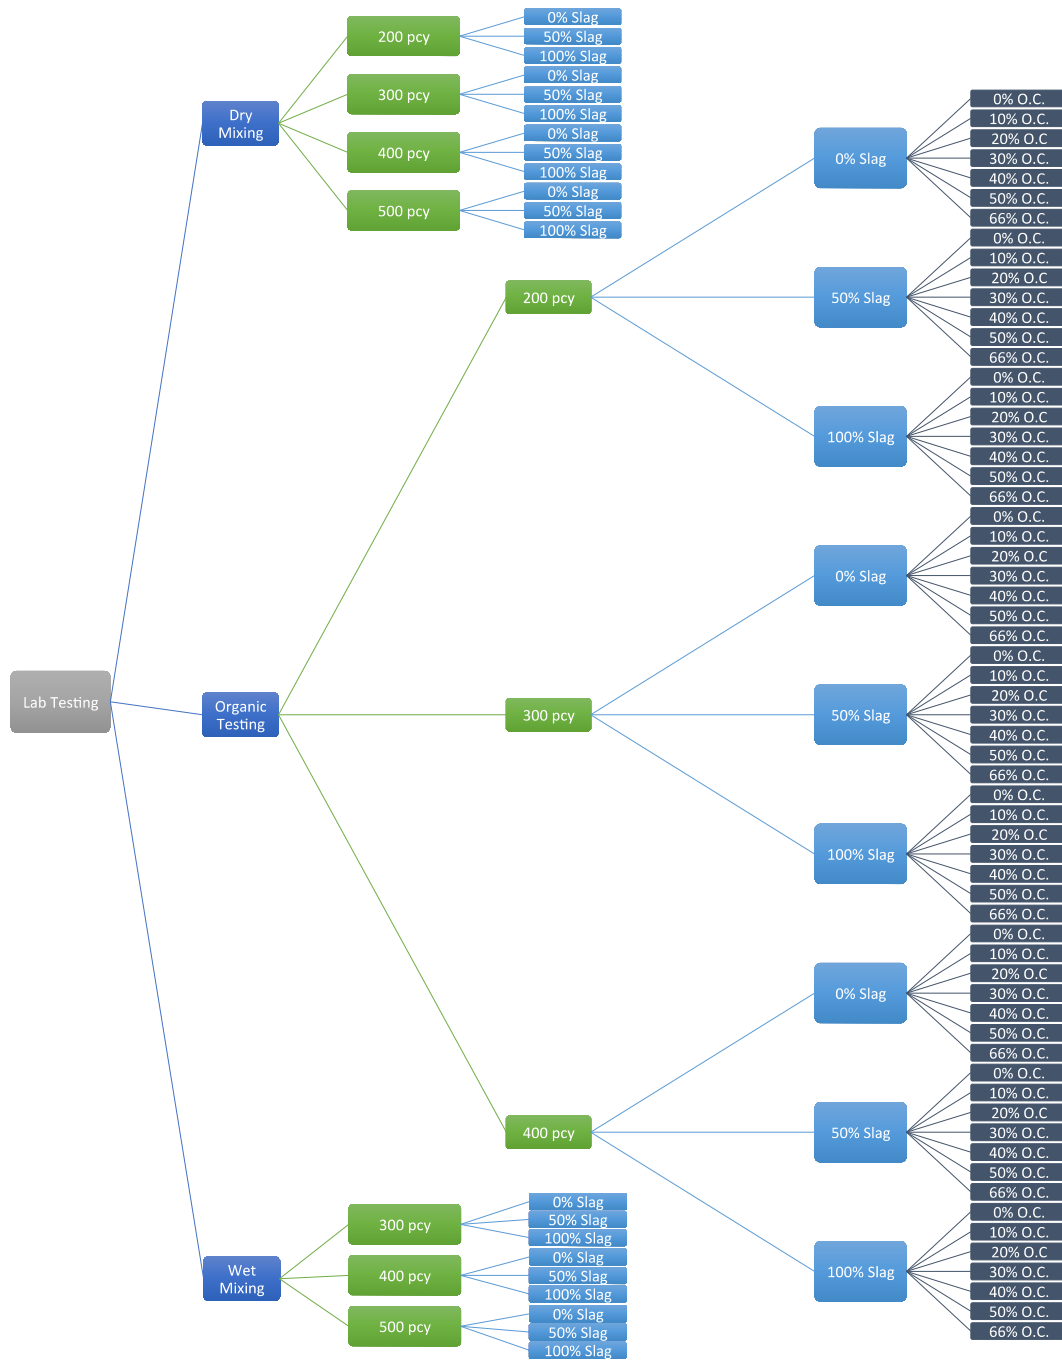 Lab Testing
Dry
Mixing
200 pcy
0% Slag
50% Slag
100% Slag
300 pcy
0% Slag
50% Slag
100% Slag
400 pcy
0% Slag
50% Slag
100% Slag
500 pcy
0% Slag
50% Slag
100% Slag
Organic
Testing
200 pcy
0% Slag
0% O.C.
10% O.C.
20% O.C
30% O.C.
40% O.C.
50% O.C.
66% O.C.
50% Slag
0% O.C.
10% O.C.
20% O.C
30% O.C.
40% O.C.
50% O.C.
66% O.C.
100% Slag
0% O.C.
10% O.C.
20% O.C
30% O.C.
40% O.C.
50% O.C.
66% O.C.
300 pcy
0% Slag
0% O.C.
10% O.C.
20% O.C
30% O.C.
40% O.C.
50% O.C.
66% O.C.
50% Slag
0% O.C.
10% O.C.
20% O.C
30% O.C.
40% O.C.
50% O.C.
66% O.C.
100% Slag
0% O.C.
10% O.C.
20% O.C
30% O.C.
40% O.C.
50% O.C.
66% O.C.
400 pcy
0% Slag
0% O.C.
10% O.C.
20% O.C
30% O.C.
40% O.C.
50% O.C.
66% O.C.
50% Slag
0% O.C.
10% O.C.
20% O.C
30% O.C.
40% O.C.
50% O.C.
66% O.C.
100% Slag
0% O.C.
10% O.C.
20% O.C
30% O.C.
40% O.C.
50% O.C.
66% O.C.
Wet
Mixing
300 pcy
0% Slag
50% Slag
100% Slag
400 pcy
0% Slag
50% Slag
100% Slag
500 pcy
0% Slag
50% Slag
100% Slag